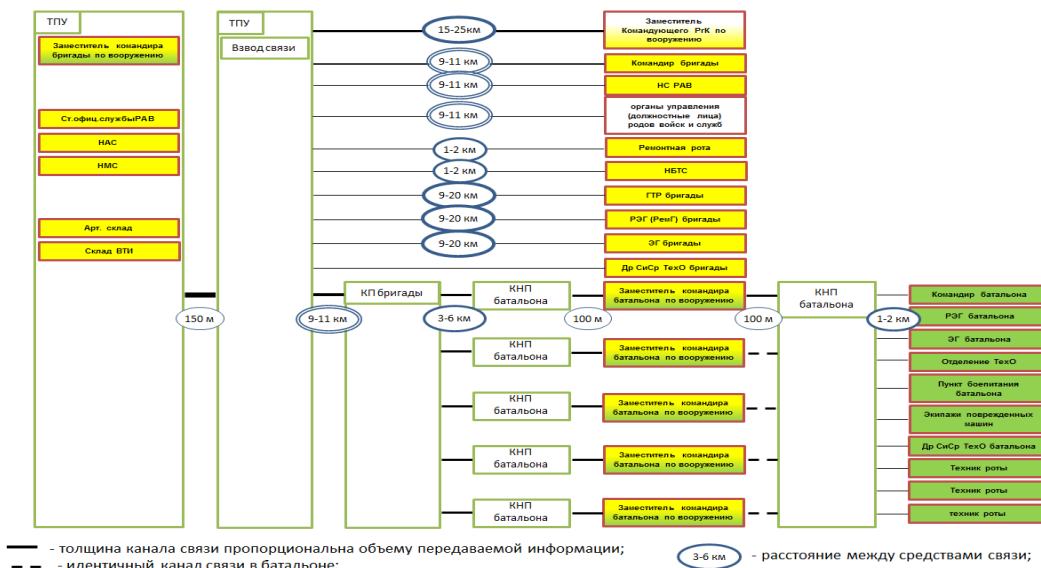 ТПУ
Заместитель командира
бригады по вооружению
Ст.офиц.службыРАВ
НАС
НМС
Арт. склад
Склад ВТИ
150 м
ТПУ
Взвод связи
15-25км
Заместитель
Командующего РгК по
вооружению
9-11 км
Командир бригады
9-11 км
НС РАВ
9-11 км
органы управления
(должностные лица)
родов войск и служб
1-2 км
Ремонтная рота
1-2 км
НБТС
9-20 км
ГТР бригады
9-20 км
РЭГ (РемГ) бригады
9-20 км
ЭГ бригады
Др СиСр ТехО бригады
9-11 км
КП бригады
3-6 км
КНП
батальона
100 м
Заместитель командира
батальона по вооружению
100 м
КНП
батальона
1-2 км
КНП
батальона
Заместитель командира
батальона по вооружению
КНП
батальона
Заместитель командира
батальона по вооружению
КНП
батальона
Заместитель командира
батальона по вооружению
КНП
батальона
Заместитель командира
батальона по вооружению
Командир батальона
РЭГ батальона
ЭГ батальона
Отделение ТехО
Пункт боепитания
батальона
Экипажи поврежденных
машин
Др СиСр ТехО батальона
Техник роты
Техник роты
техник роты
- толщина канала связи пропорциональна объему передаваемой информации;
3-6 км - расстояние между средствами связи;
- идентичный канал связи в батальоне;